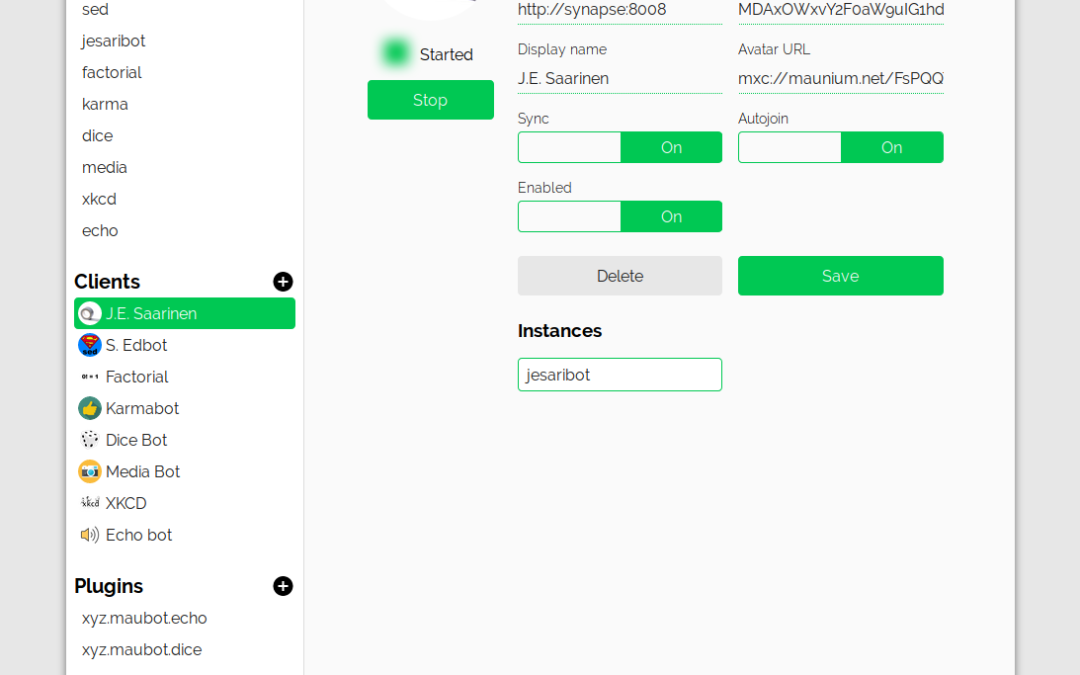 sed
jesaribot
factorial
karma
dice
media
xkcd
echo
Clients
J.E. Saarinen
S. Edbot
Factorial
Karmabot
Dice Bot
Media Bot
XKCD
Echo bot
Plugins
xyz.maubot.echo
xyz.maubot.dice
Started
Stop
http://synapse:8008
MDAxOWxvY2F0aW9uIG1hd
Display name
Avatar URL
J.E. Saarinen
mxc://maunium.net/FsPQQ
Sync
Autojoin
On
On
Enabled
On
Delete
Save
Instances
jesaribot